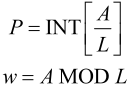 P = INT[A/L]
w = A MOD L